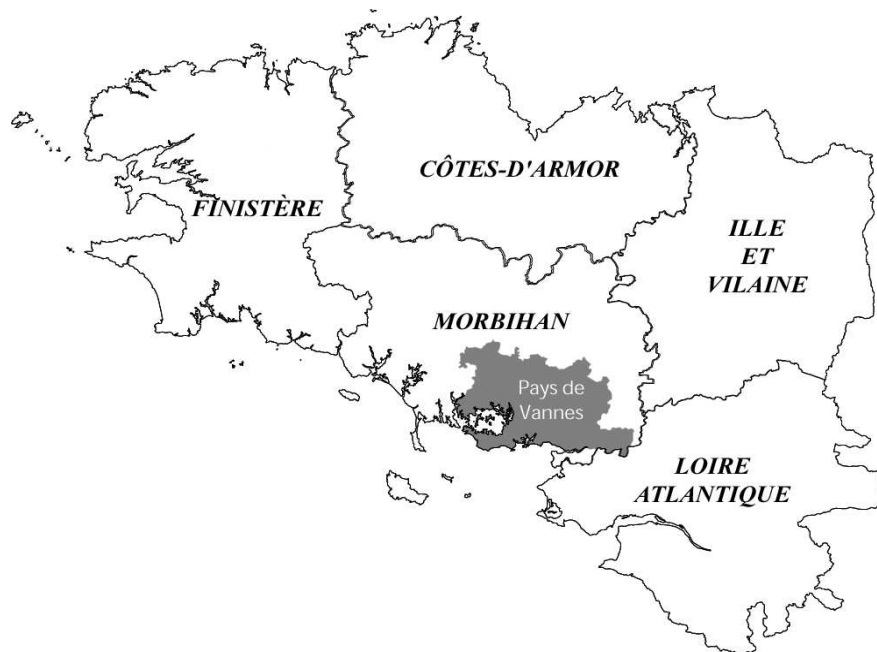 CÔTES-D'ARMOR
FINISTÈRE
ILLE
ET
VILAINE
MORBIHAN
Pays de
Vannes
LOIRE
ATLANTIQUE